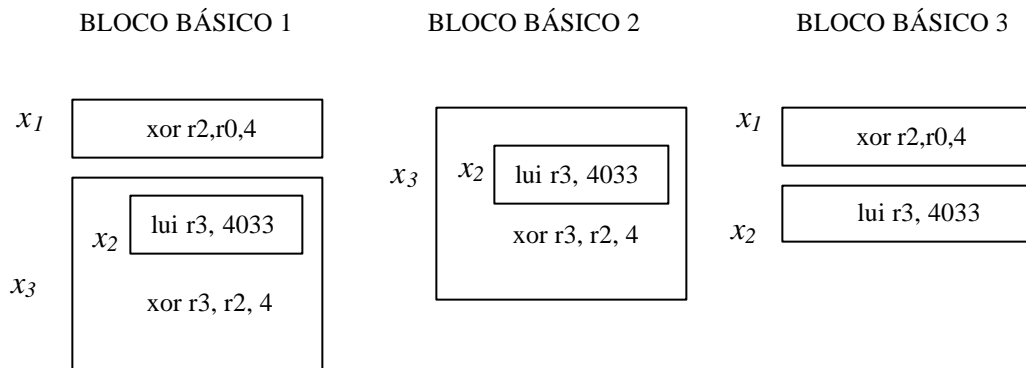 BLOCO BÁSICO 1
x1
xor r2,r0,4
x2
lui r3, 4033
x3
xor r3, r2, 4
BLOCO BÁSICO 2
x3
x2
lui r3, 4033
xor r3, r2, 4
BLOCO BÁSICO 3
x1
xor r2,r0,4
x2
lui r3, 4033